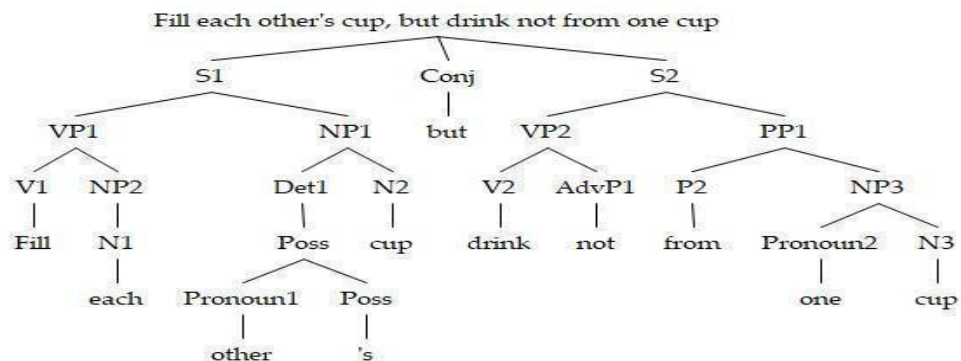 Fill each other's cup, but drink not from one cup
S1 Conj S2
VP1 NP1 but VP2 PP1
V1 NP2 Det1 N2 V2 AdvP1 P2 NP3
Fill N1 Poss cup drink not from Pronoun2 N3
each Pronoun1 Poss one cup
other 's